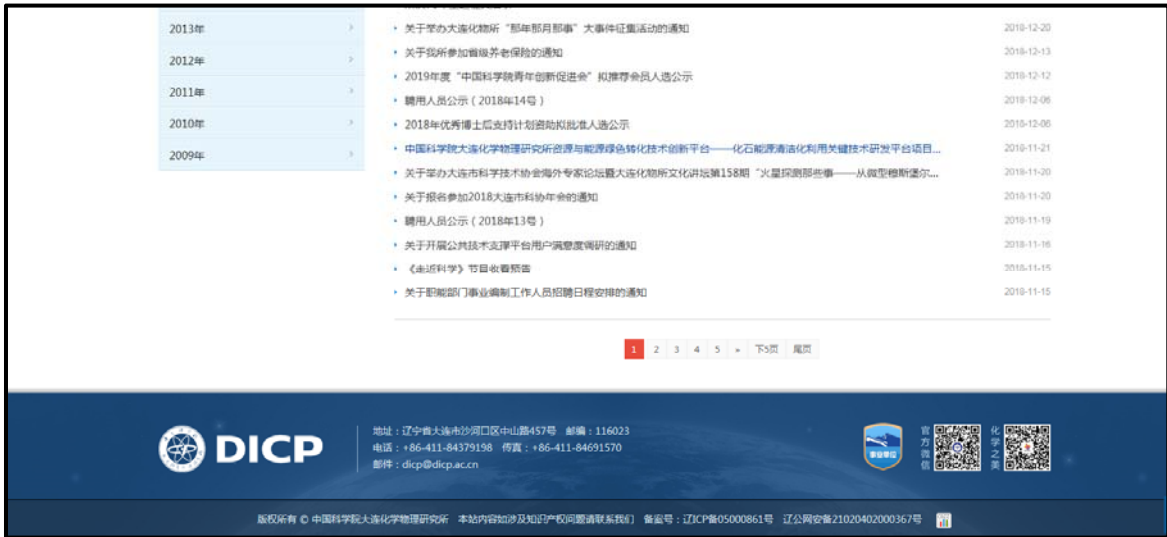 2013年
2012年
2011年
2010年
2009年
关于举办大连化物所“那年那月那事”大事件征集活动的通知 2018-12-20
关于我所参加省级养老保险的通知 2018-12-13
2019年度“中国科学院青年创新促进会”拟推荐会员人选公示 2018-12-12
聘用人员公示（2018年14号） 2018-12-06
2018年优秀博士后支持计划资助拟批准人选公示 2018-12-06
中国科学院大连化学物理研究所资源与能源绿色转化技术创新平台——化石能源清洁化利用关键技术研发平台项目... 2018-11-21
关于举办大连市科学技术协会海外专家论坛暨大连化物所文化讲坛第158期“火星探测那些事——从微型穆斯堡尔... 2018-11-20
关于报名参加2018大连市科协年会的通知 2018-11-20
聘用人员公示（2018年13号） 2018-11-19
关于开展公共技术支撑平台用户满意度调研的通知 2018-11-16
《走近科学》节目收看预告 2018-11-15
关于职能部门事业编制工作人员招聘日程安排的通知 2018-11-15
1 2 3 4 5 » 下5页 尾页
DICP
地址：辽宁省大连市沙河口区中山路457号 邮编：116023
电话：+86-411-84379198 传真：+86-411-84691570
邮件：dicp@dicp.ac.cn
事业单位
官方微信
化学之美
版权所有 © 中国科学院大连化学物理研究所 本站内容如涉及知识产权问题请联系我们 备案号：辽ICP备05000861号 辽公网安备21020402000367号